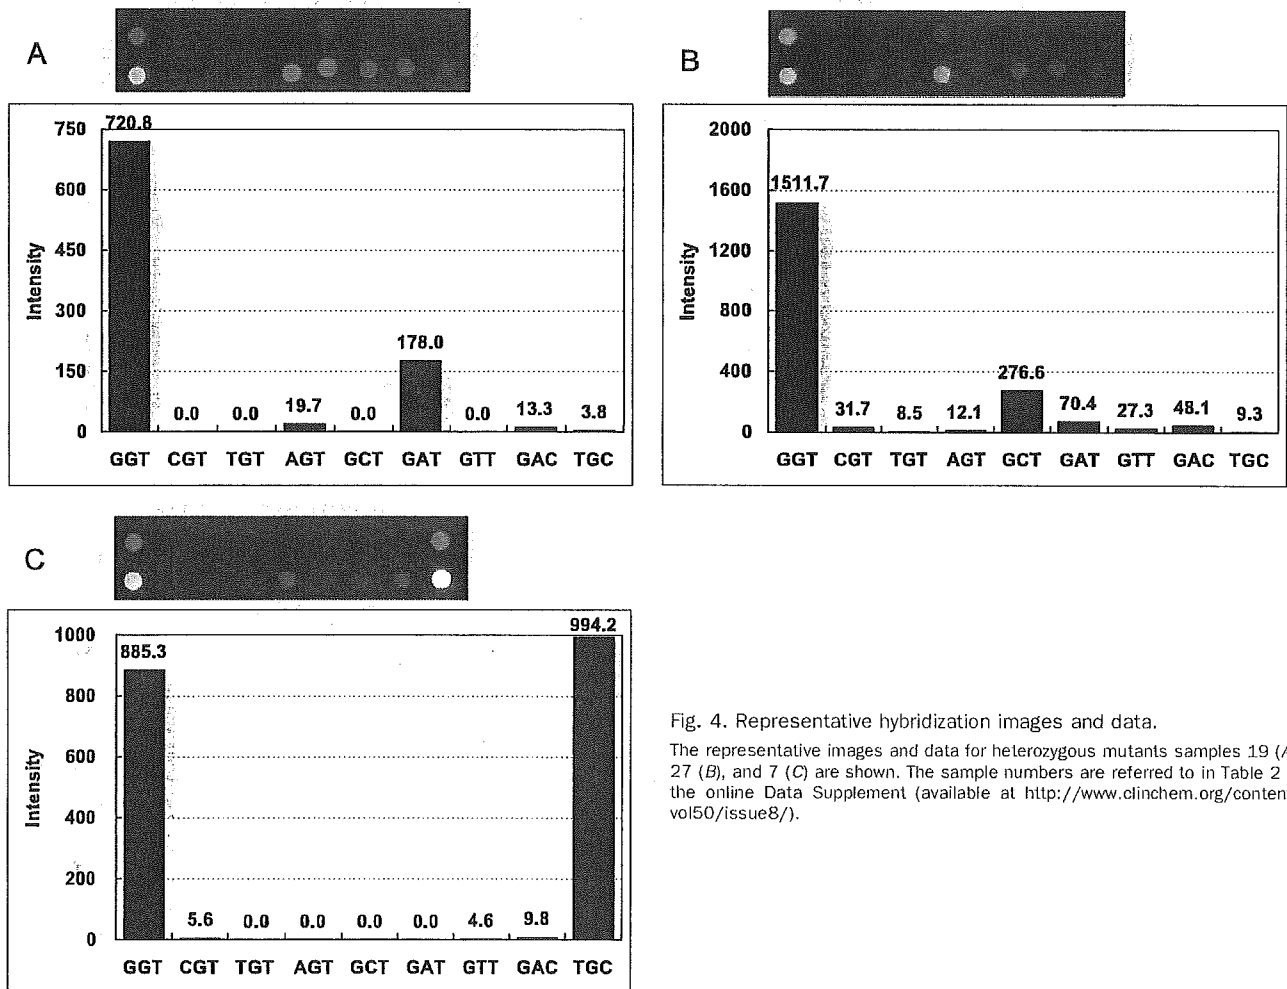 A
750
720.8
600
450
300
150
0
Intensity
0.0 0.0 19.7 0.0 178.0 0.0 13.3 3.8
GGT CGT TGT AGT GCT GAT GTT GAC TGC
B
2000
1600
1511.7
1200
800
400
0
Intensity
31.7 8.5 12.1 276.6 70.4 27.3 48.1 9.3
GGT CGT TGT AGT GCT GAT GTT GAC TGC
C
1000
994.2
885.3
800
600
400
200
0
Intensity
5.6 0.0 0.0 0.0 0.0 4.6 9.8
GGT CGT TGT AGT GCT GAT GTT GAC TGC
Fig. 4. Representative hybridization images and data.
The representative images and data for heterozygous mutants samples 19 (
27 (B), and 7 (C) are shown. The sample numbers are referred to in Table 2
the online Data Supplement (available at http://www.clinchem.org/conten
vol50/issue8/).